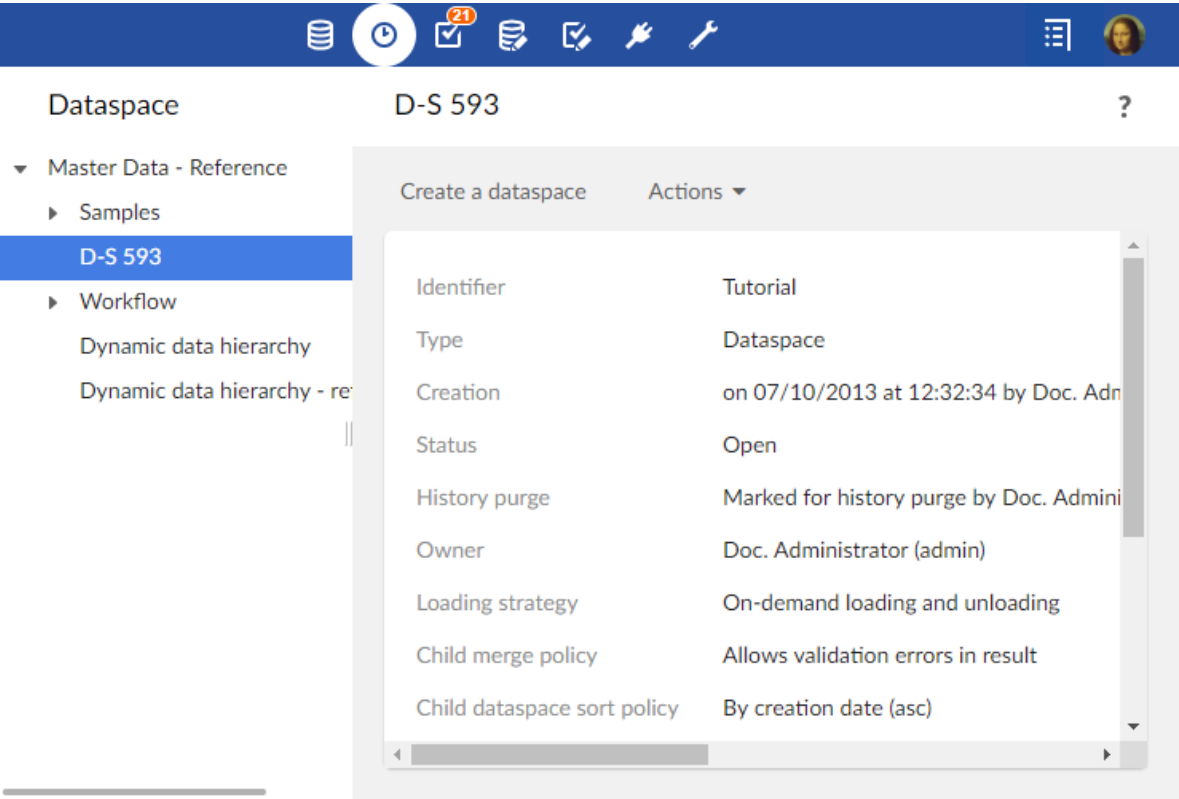 21
Dataspace
D-S 593
?
Master Data - Reference
Samples
D-S 593
Workflow
Dynamic data hierarchy
Dynamic data hierarchy - re
Create a dataspace Actions
Identifier Tutorial
Type Dataspace
Creation on 07/10/2013 at 12:32:34 by Doc. Adn
Status Open
History purge Marked for history purge by Doc. Admini
Owner Doc. Administrator (admin)
Loading strategy On-demand loading and unloading
Child merge policy Allows validation errors in result
Child dataspace sort policy By creation date (asc)